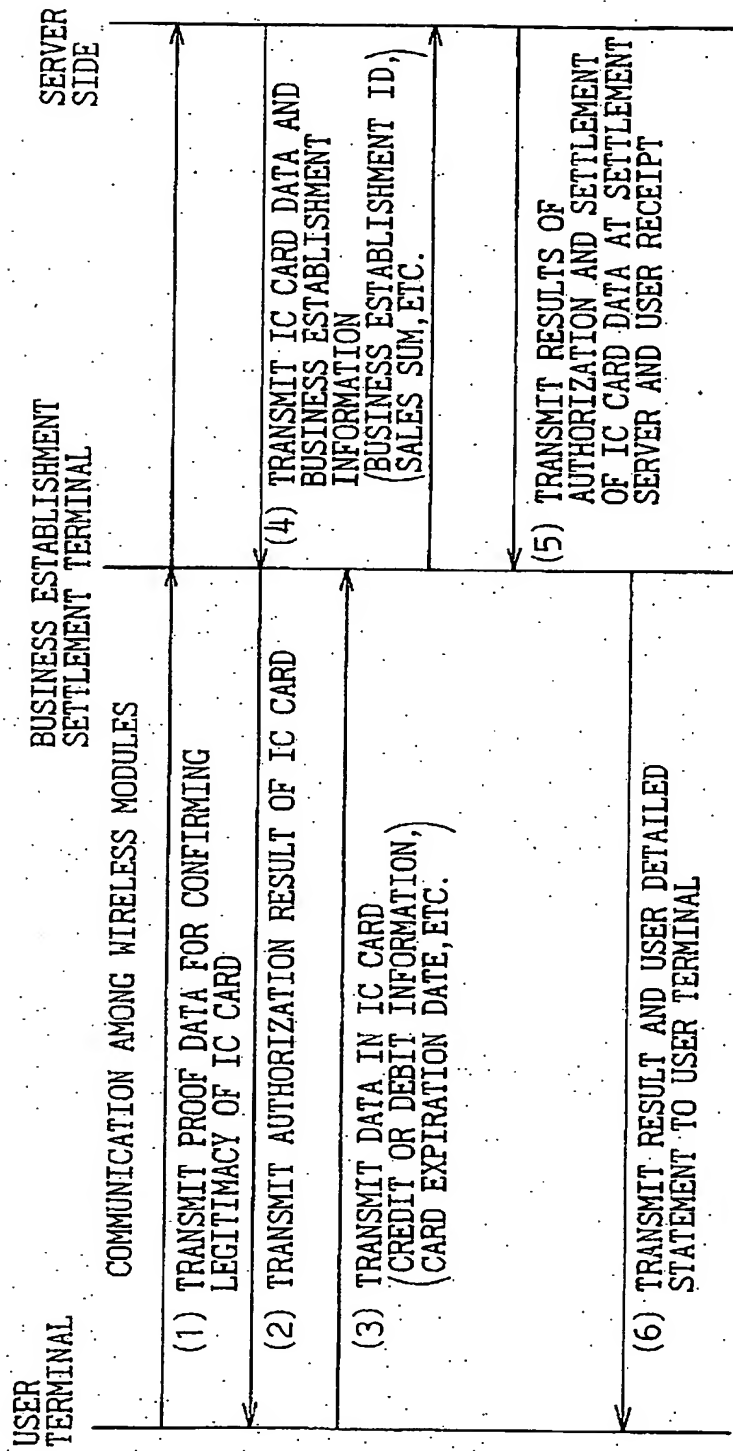 USER
TERMINAL
BUSINESS ESTABLISHMENT
SETTLEMENT TERMINAL
SERVER
SIDE
COMMUNICATION AMONG WIRELESS MODULES
(1) TRANSMIT PROOF DATA FOR CONFIRMING
LEGITIMACY OF IC CARD
(2) TRANSMIT AUTHORIZATION RESULT OF IC CARD
(3) TRANSMIT DATA IN IC CARD
(CREDIT OR DEBIT INFORMATION,
CARD EXPIRATION DATE, ETC.)
(4) TRANSMIT IC CARD DATA AND
BUSINESS ESTABLISHMENT
INFORMATION
(BUSINESS ESTABLISHMENT ID,
SALES SUM, ETC.)
(5) TRANSMIT RESULTS OF
AUTHORIZATION AND SETTLEMENT
OF IC CARD DATA AT SETTLEMENT
SERVER AND USER RECEIPT
(6) TRANSMIT RESULT AND USER DETAILED
STATEMENT TO USER TERMINAL